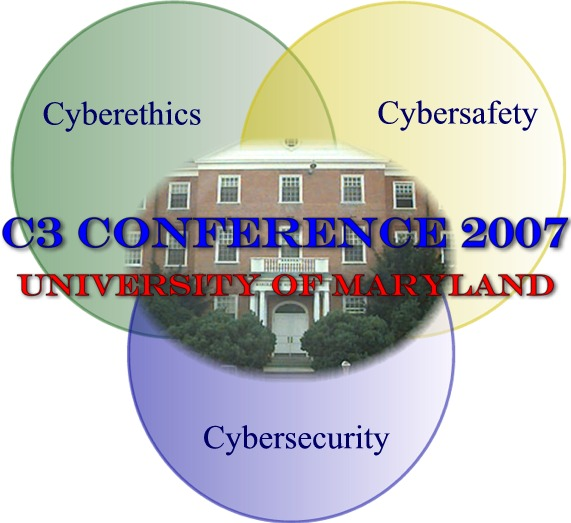 Cyberethics
Cybersafety
C3 CONFERENCE 2007
UNIVERSITY OF MARYLAND
Cybersecurity